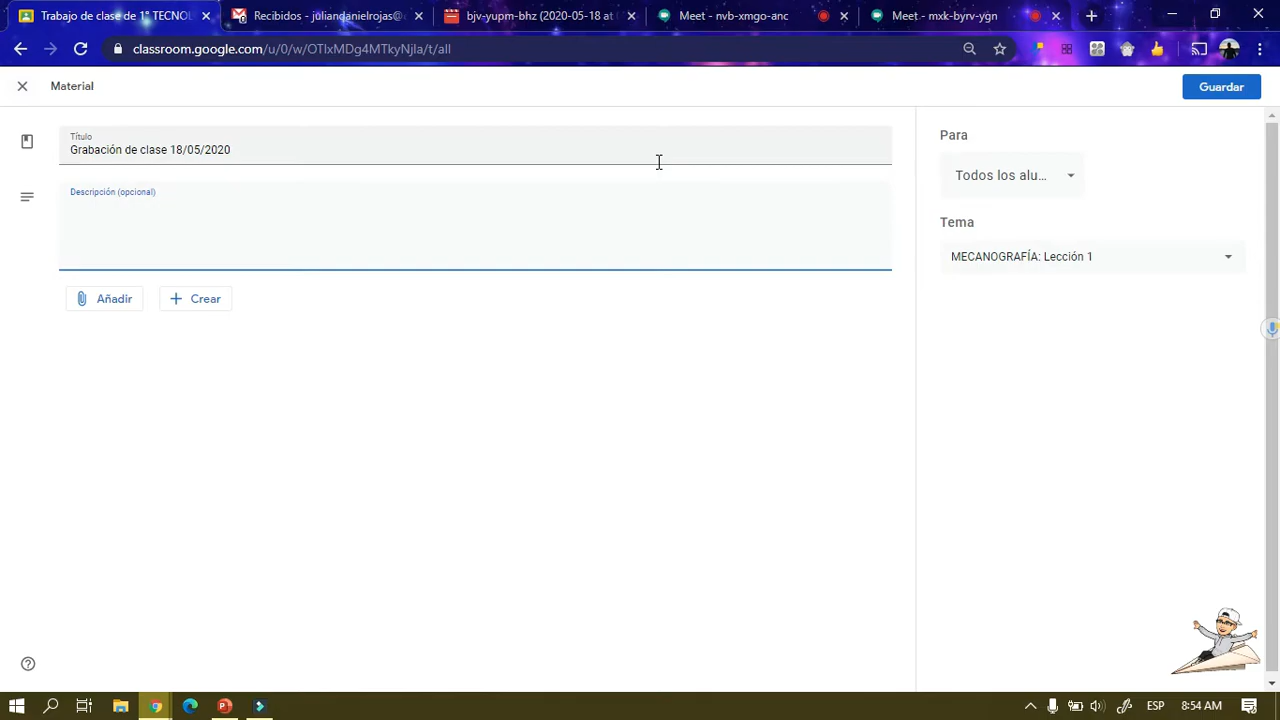 Trabajo de clase de 1° TECNOL
Recibidos - juliandanielrojas@
bjv-yupm-bhz (2020-05-18 at
Meet - nvb-xmgo-anc
Meet - mxk-byrv-ygn
classroom.google.com/u/0/w/OTIxMDg4MTkyNjla/t/all
Material
Guardar
Título
Grabación de clase 18/05/2020
Descripción (opcional)
Añadir
Crear
Para
Todos los alu...
Tema
MECANOGRAFÍA: Lección 1
ESP
8:54 AM